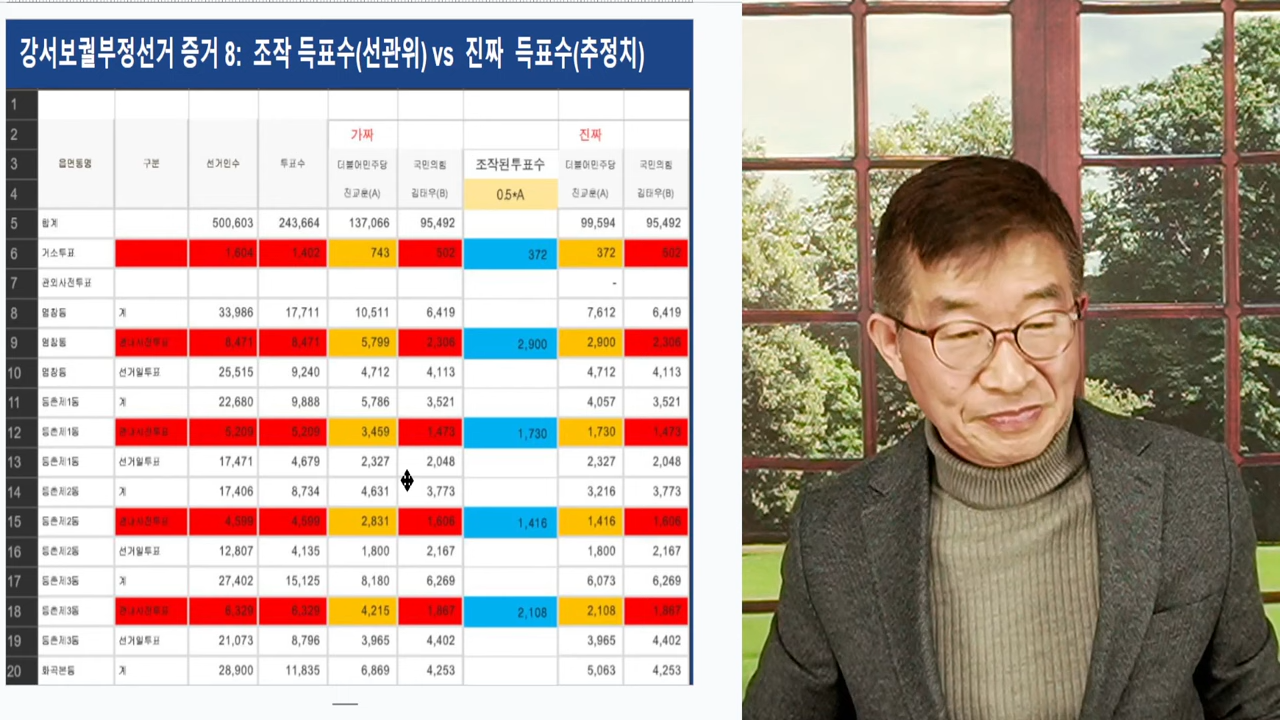 강서보궐부정선거 증거 8: 조작 득표수(선관위) vs 진짜 득표수(추정치)
1
2 가짜 진짜
3 읍면동명 구분 선거인수 투표수 더불어민주당 국민의힘 조작된투표수 더불어민주당 국민의힘
4 진교훈(A) 김태우(B) 0.5*A 진교훈(A) 김태우(B)
5 합계 500,603 243,664 137,066 95,492 99,594 95,492
6 거소투표 1,604 1,402 743 502 372 372 502
7 관외사전투표 -
8 염창동 계 33,986 17,711 10,511 6,419 7,612 6,419
9 염창동 관내사전투표 8,471 8,471 5,799 2,306 2,900 2,900 2,306
10 염창동 선거일투표 25,515 9,240 4,712 4,113 4,712 4,113
11 등촌제1동 계 22,680 9,888 5,786 3,521 4,057 3,521
12 등촌제1동 관내사전투표 5,209 5,209 3,459 1,473 1,730 1,730 1,473
13 등촌제1동 선거일투표 17,471 4,679 2,327 2,048 2,327 2,048
14 등촌제2동 계 17,406 8,734 4,631 3,773 3,216 3,773
15 등촌제2동 관내사전투표 4,599 4,599 2,831 1,606 1,416 1,416 1,606
16 등촌제2동 선거일투표 12,807 4,135 1,800 2,167 1,800 2,167
17 등촌제3동 계 27,402 15,125 8,180 6,269 6,073 6,269
18 등촌제3동 관내사전투표 6,329 6,329 4,215 1,867 2,108 2,108 1,867
19 등촌제3동 선거일투표 21,073 8,796 3,965 4,402 3,965 4,402
20 화곡본동 계 28,900 11,835 6,869 4,253 5,063 4,253